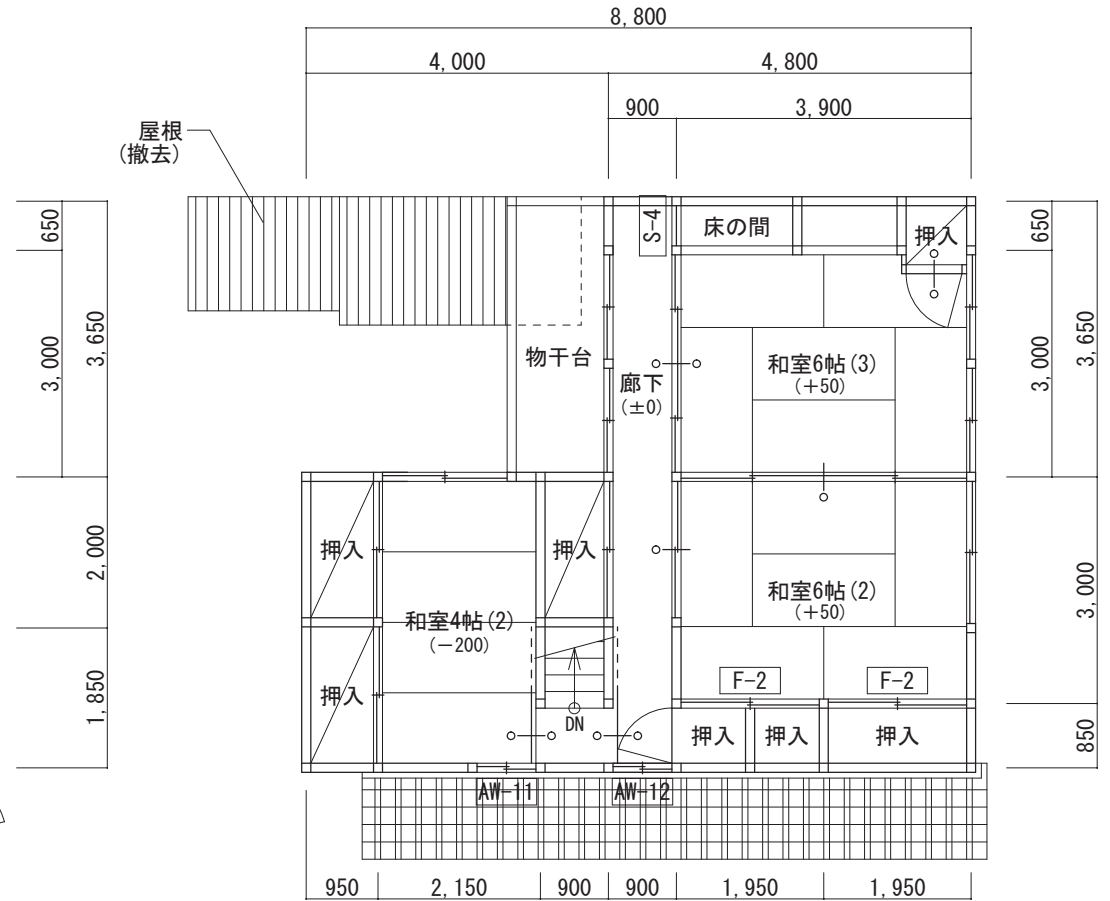 8,800
4,000
4,800
900
3,900
屋根
(撤去)
650
3,650
3,000
2,000
1,850
650
3,650
3,000
3,000
850
S-4
床の間
押入
物干台
廊下
(±0)
和室6帖(3)
(+50)
押入
押入
和室4帖(2)
(-200)
押入
和室6帖(2)
(+50)
F-2
F-2
DN
押入
押入
押入
AW-11
AW-12
950
2,150
900
900
1,950
1,950